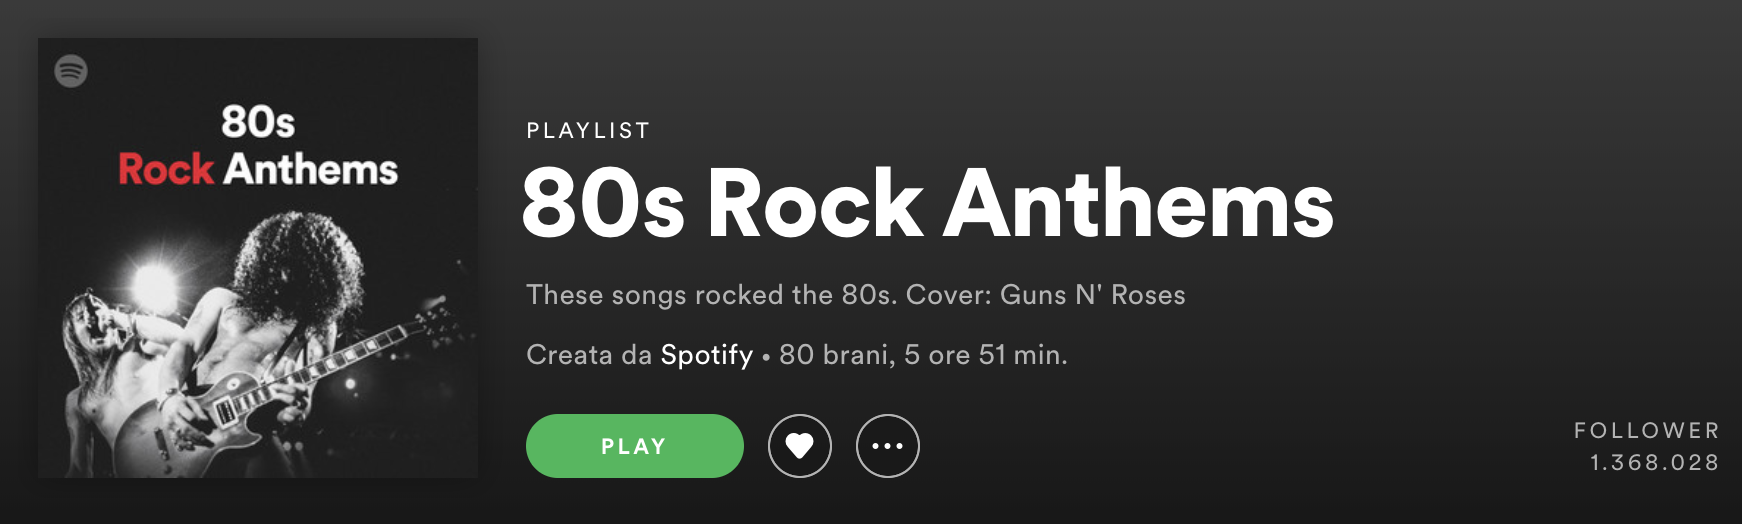 80s
Rock Anthems
PLAYLIST
80s Rock Anthems
These songs rocked the 80s. Cover: Guns N' Roses
Creata da Spotify • 80 brani, 5 ore 51 min.
PLAY
FOLLOWER
1.368.028